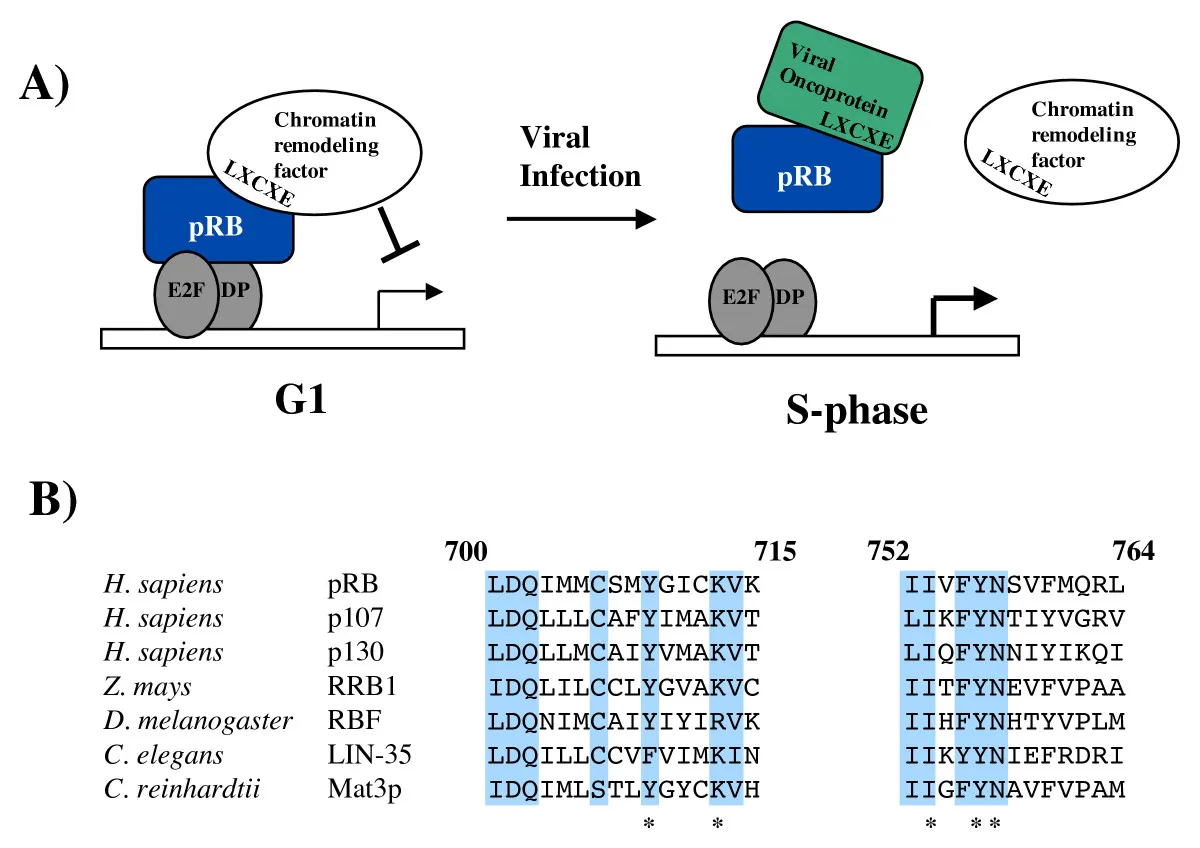 A)
Chromatin
remodeling
factor
LXCXE
pRB
E2F DP
G1
Viral
Infection
Viral
Oncoprotein
LXCXE
pRB
Chromatin
remodeling
factor
LXCXE
E2F DP
S-phase
B)
700 715 752 764
H. sapiens pRB LDQIMMCSMYGICKVK IIVFYNSVFMQRL
H. sapiens p107 LDQLLLCAFYIMAKVT LIKFYNTIYVGRV
H. sapiens p130 LDQLLMCAIYVMAKVT LIQFYNNIYIKQI
Z. mays RRB1 IDQLILCCLYGVAKVC IITFYNEVFVPAA
D. melanogaster RBF LDQNIMCAIYIYIRVK IIHFYNHTYVPLM
C. elegans LIN-35 LDQILLCCVFVIMKIN IIKYYNIEFRDRI
C. reinhardtii Mat3p IDQIMLSTLYGYCKVH IIGFYNAVFVPAM
* * * * *